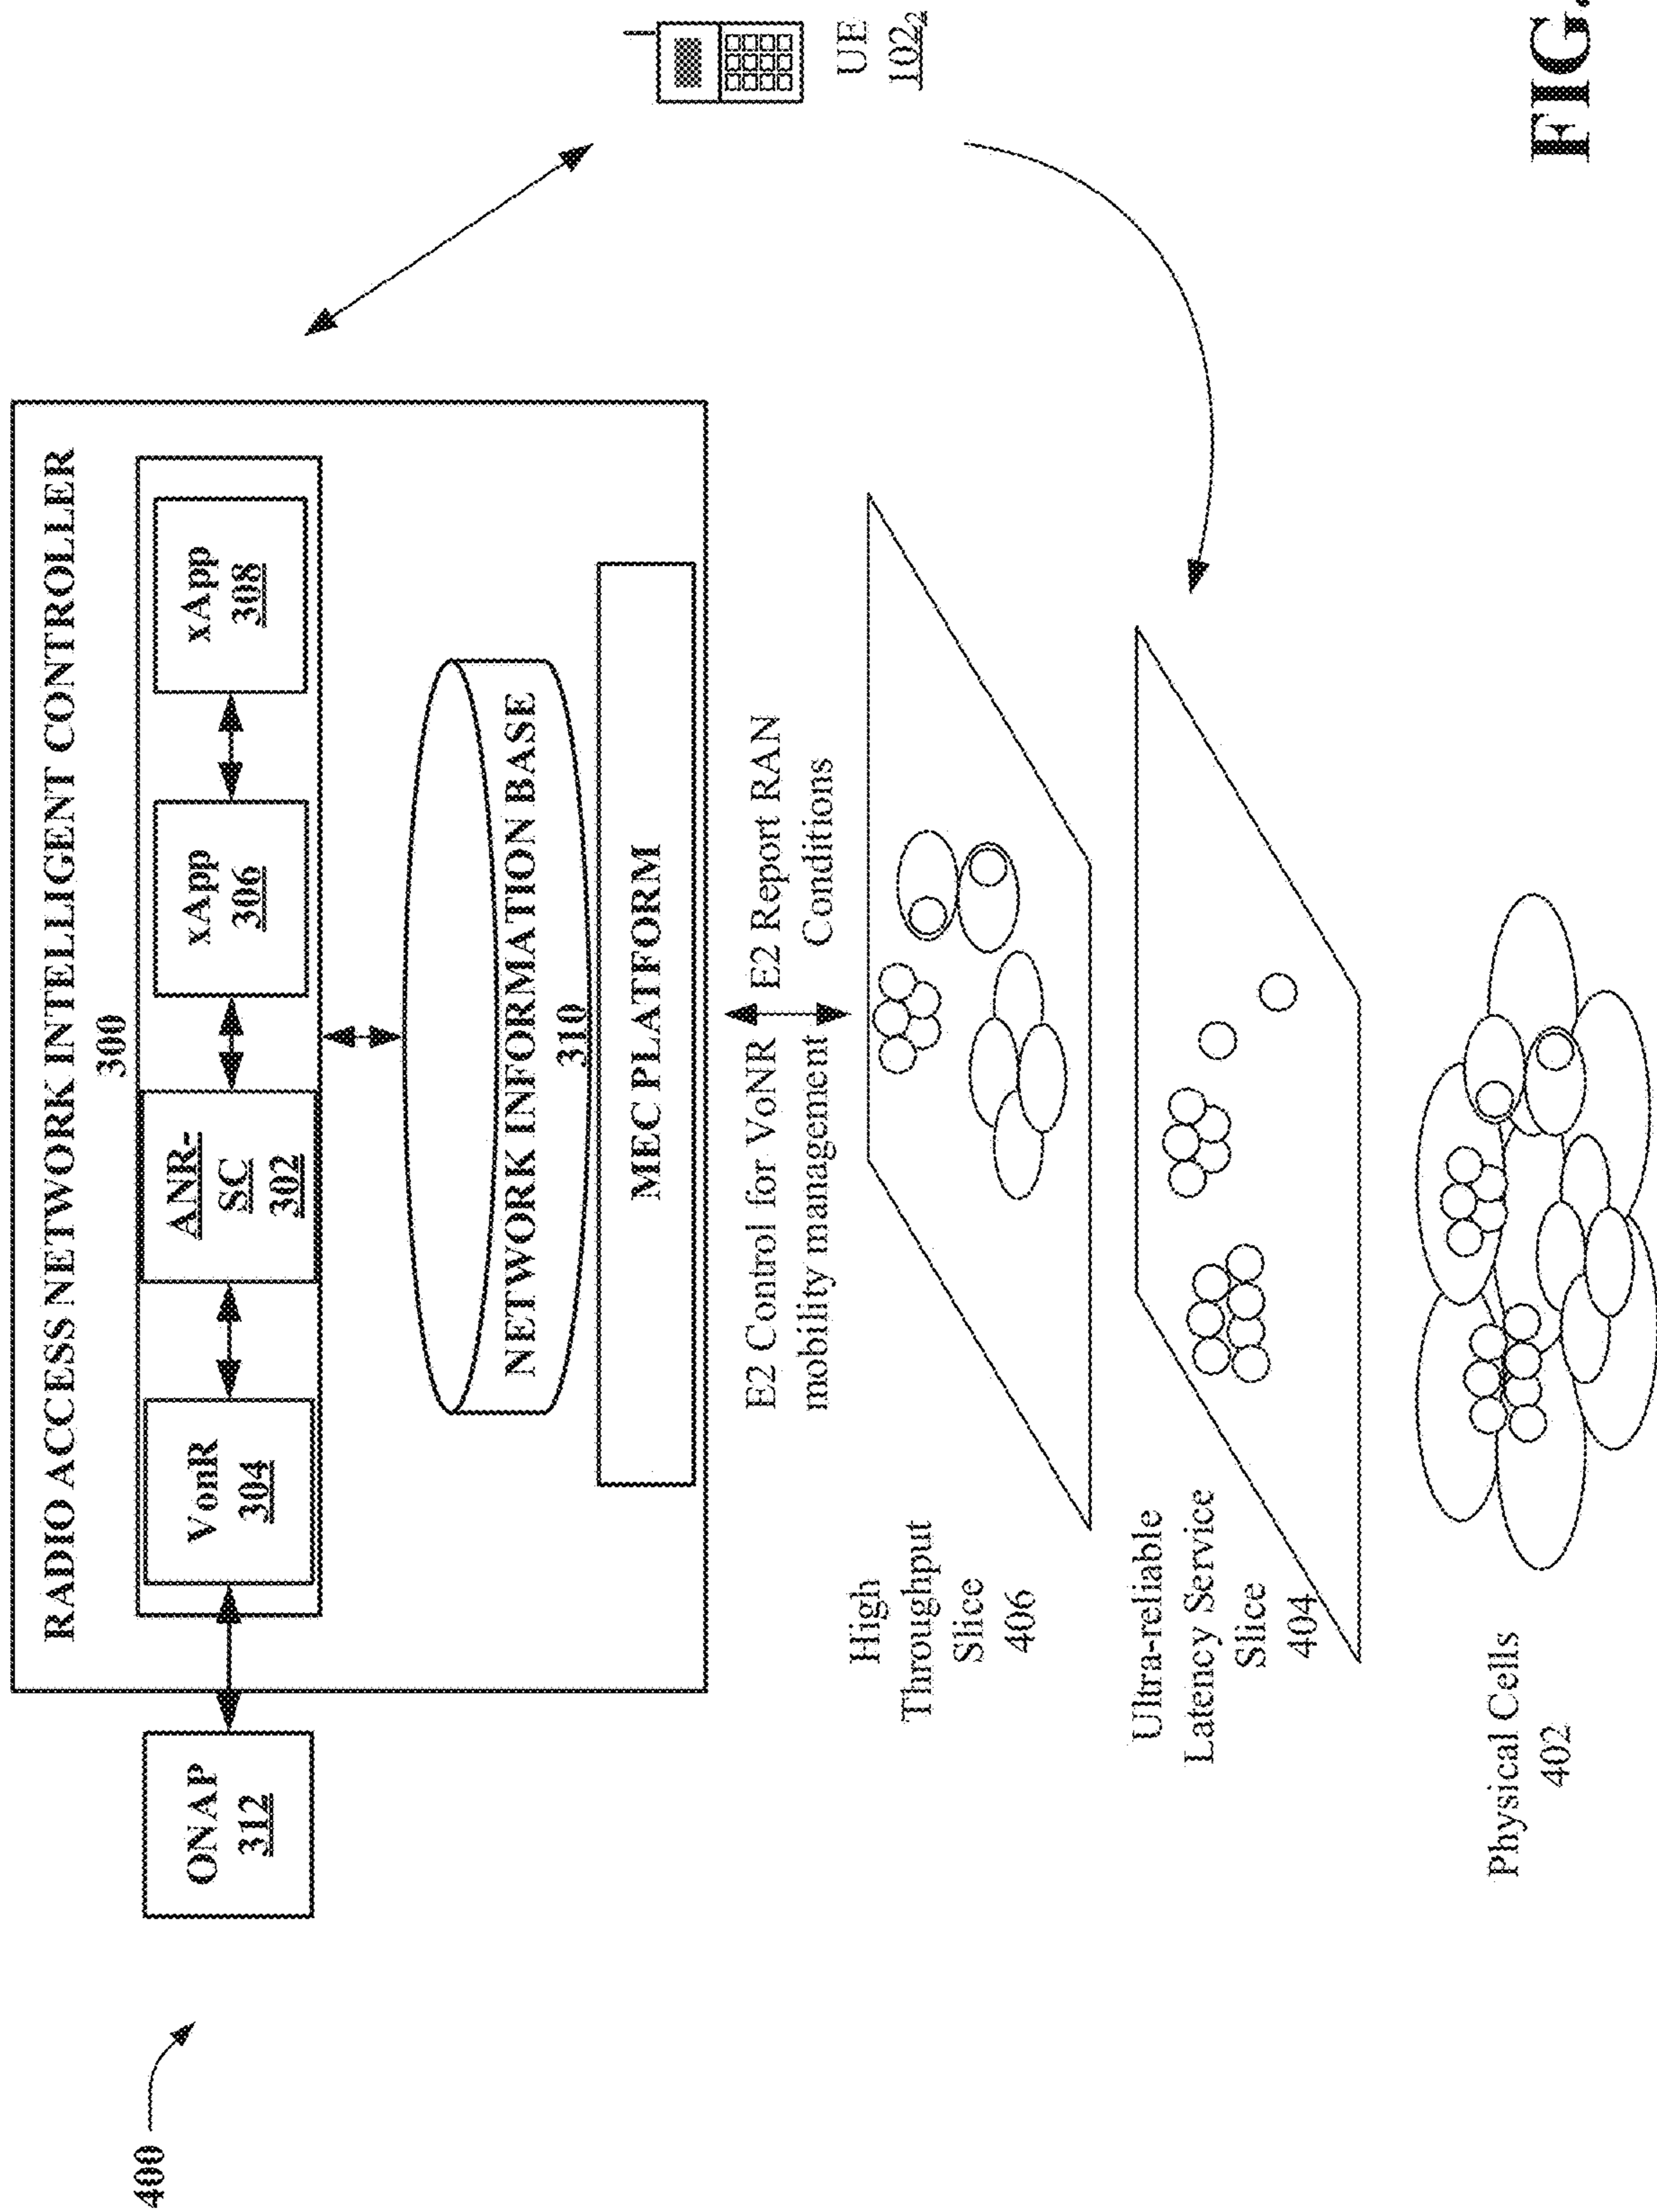 400
RADIO ACCESS NETWORK INTELLIGENT CONTROLLER
300
ONAP
312
VonR
304
ANR-
SC
302
xApp
306
xApp
308
NETWORK INFORMATION BASE
310
MEC PLATFORM
E2 Control for VoNR
mobility management
E2 Report RAN
Conditions
UE
102₂
High
Throughput
Slice
406
Ultra-reliable
Latency Service
Slice
404
Physical Cells
402
FIG.